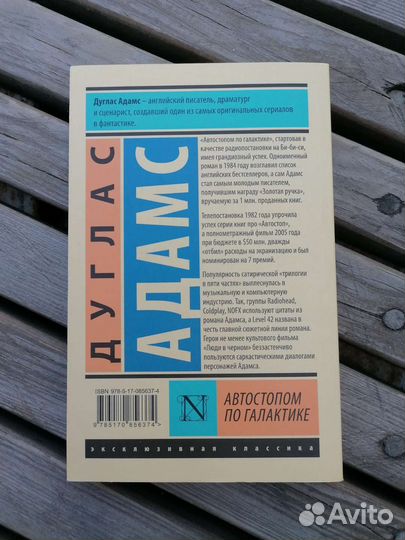 Дуглас Адамс – английский писатель, драматург
и сценарист, создавший один из самых оригинальных сериалов
в фантастике.
ДУГЛАС
АДАМС
«Автостопом по галактике», стартовав в
качестве радиопостановки на Би-би-си,
имел грандиозный успех. Одноименный
роман в 1984 году возглавил список
английских бестселлеров, а сам Адамс
стал самым молодым писателем,
получившим награду «Золотая ручка»,
вручаемую за 1 млн. проданных книг.
Телепостановка 1982 года упрочила
успех серии книг про «Автостоп»,
а полнометражный фильм 2005 года
при бюджете в $50 млн. дважды
«отбил» расходы на экранизацию и был
номинирован на 7 премий.
Популярность сатирической «трилогии
в пяти частях» выплеснулась в
музыкальную и компьютерную
индустрию. Так, группы Radiohead,
Coldplay, NOFX используют цитаты из
романа Адамса, а Level 42 названа в
честь главной сюжетной линии романа.
Герои не менее культового фильма
«Люди в черном» беззастенчиво
пользуются саркастическими диалогами
персонажей Адамса.
ISBN 978-5-17-085637-4
9 785170 856374 >
N
АВТОСТОПОМ
ПО ГАЛАКТИКЕ
эксклюзивная классика
Avito